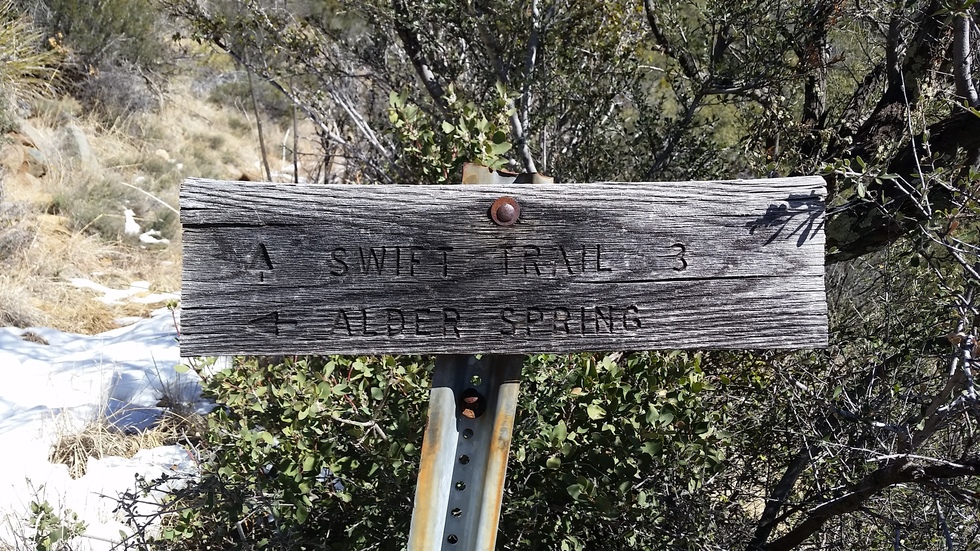 ↑ SWIFT TRAIL 3
← ALDER SPRING